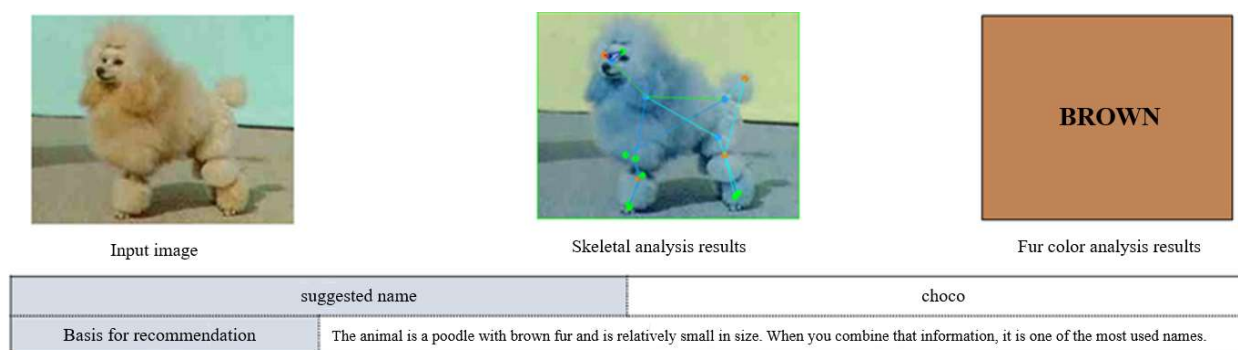 BROWN
Input image
Skeletal analysis results
Fur color analysis results
suggested name
choco
Basis for recommendation
The animal is a poodle with brown fur and is relatively small in size. When you combine that information, it is one of the most used names.